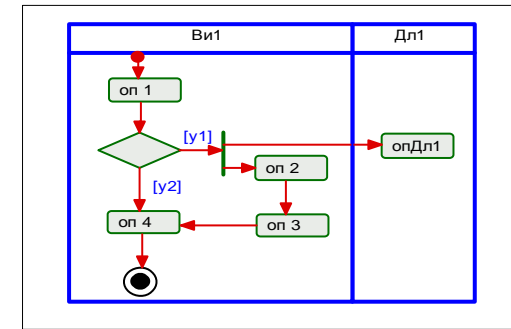 Ви1
Дл1
оп 1
[у1]
опДл1
оп 2
[у2]
оп 4
оп 3